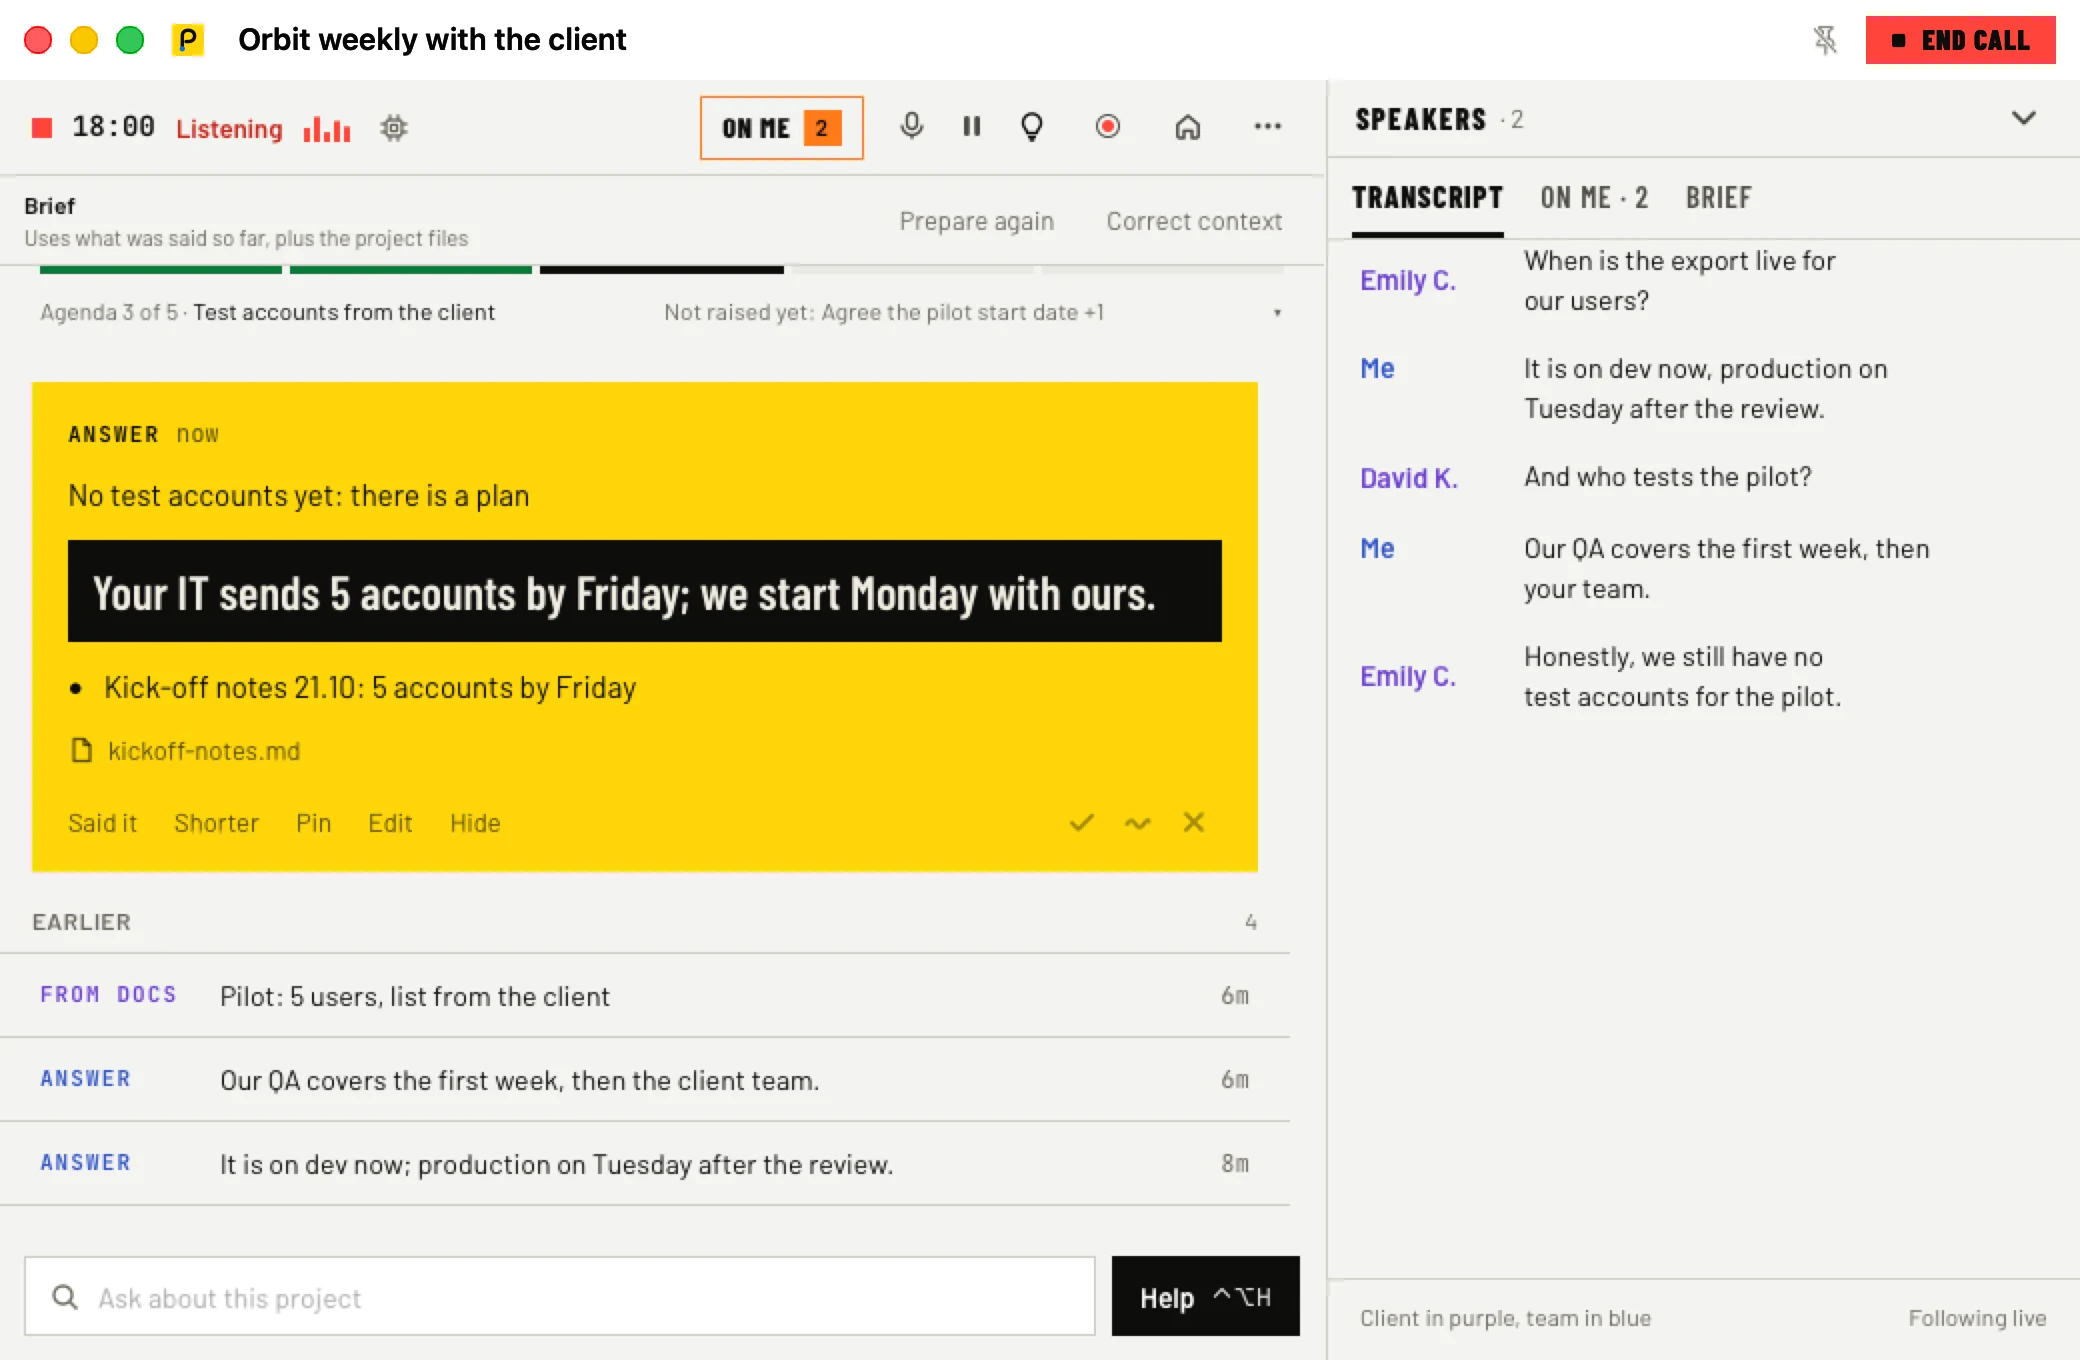 Orbit weekly with the client
END CALL
18:00 Listening
ON ME 2
Brief
Uses what was said so far, plus the project files
Prepare again
Correct context
Agenda 3 of 5 · Test accounts from the client
Not raised yet: Agree the pilot start date +1
ANSWER now
No test accounts yet: there is a plan
Your IT sends 5 accounts by Friday; we start Monday with ours.
• Kick-off notes 21.10: 5 accounts by Friday
kickoff-notes.md
Said it Shorter Pin Edit Hide
EARLIER 4
FROM DOCS Pilot: 5 users, list from the client 6m
ANSWER Our QA covers the first week, then the client team. 6m
ANSWER It is on dev now; production on Tuesday after the review. 8m
Ask about this project
Help ⌃⌥H
SPEAKERS · 2
TRANSCRIPT ON ME · 2 BRIEF
Emily C. When is the export live for
our users?
Me It is on dev now, production on
Tuesday after the review.
David K. And who tests the pilot?
Me Our QA covers the first week, then
your team.
Emily C. Honestly, we still have no
test accounts for the pilot.
Client in purple, team in blue
Following live